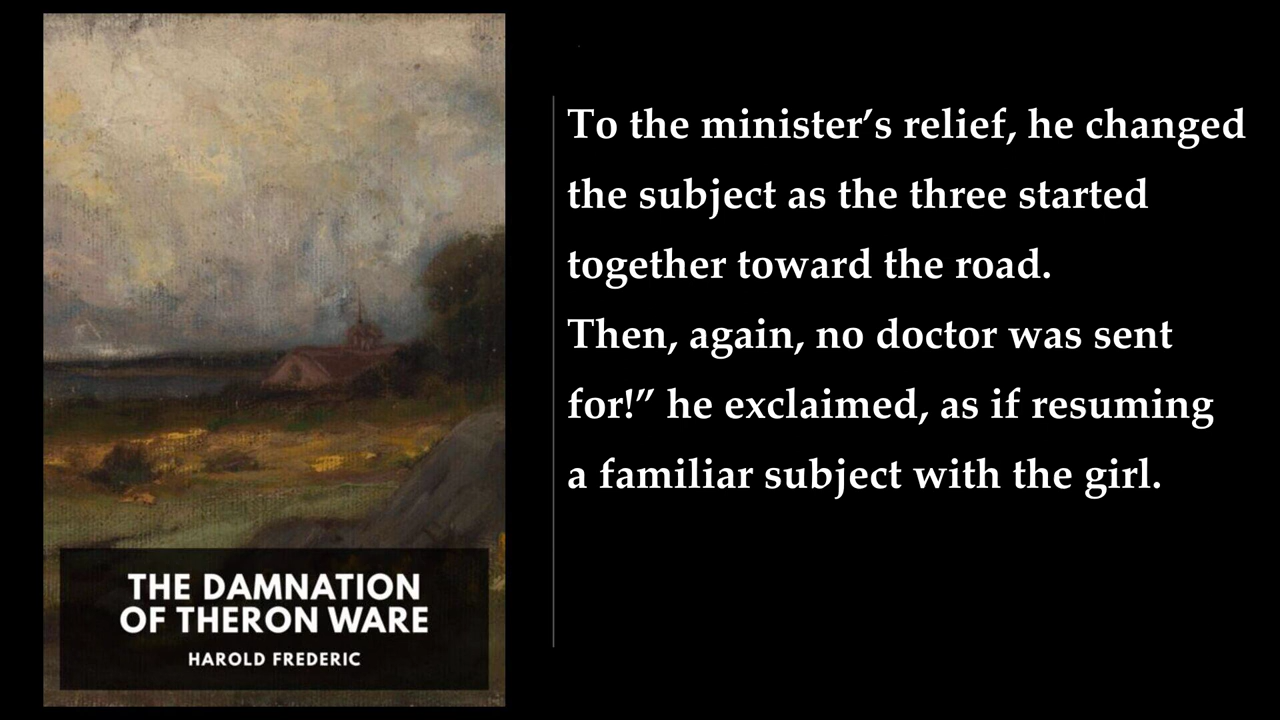 THE DAMNATION
OF THERON WARE
HAROLD FREDERIC
To the minister’s relief, he changed
the subject as the three started
together toward the road.
Then, again, no doctor was sent
for!” he exclaimed, as if resuming
a familiar subject with the girl.